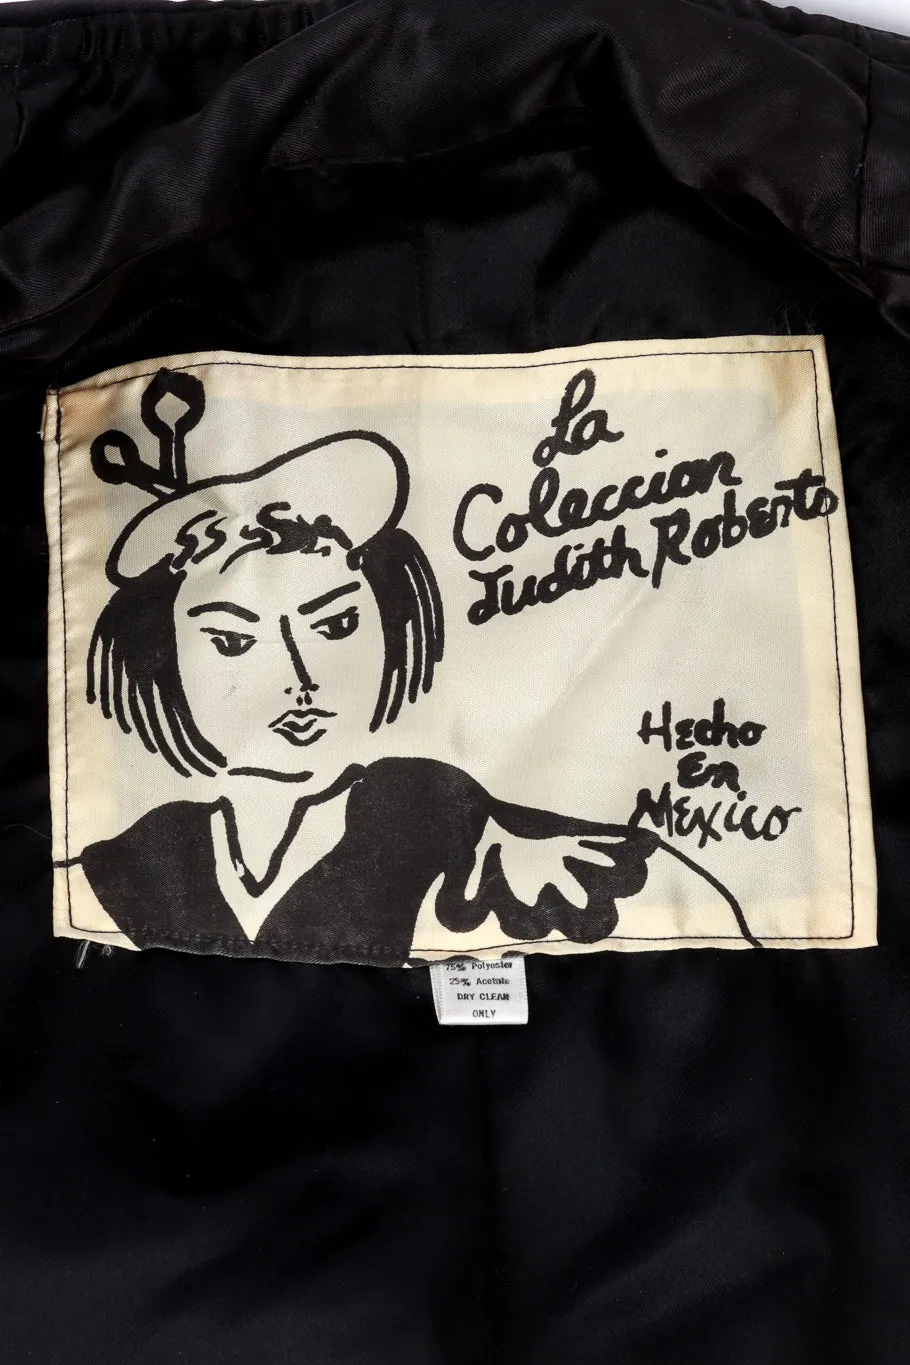 La
Coleccion
Judith Roberts
Hecho
En
Mexico
75% Polyester
25% Acetate
DRY CLEAN
ONLY